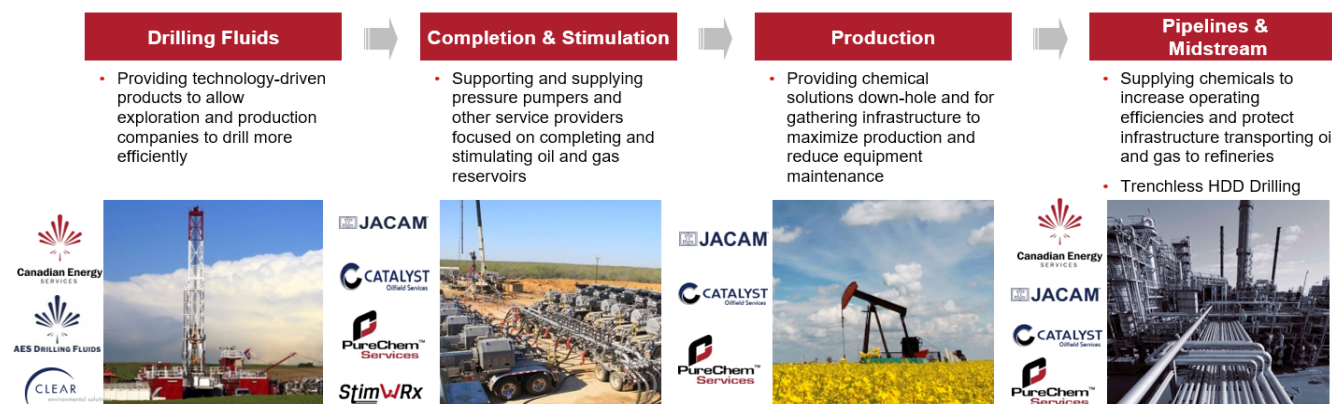 Drilling Fluids
Providing technology-driven
products to allow
exploration and production
companies to drill more
efficiently
Canadian Energy
SERVICES
AES DRILLING FLUIDS
CLEAR
environmental
Completion & Stimulation
Supporting and supplying
pressure pumpers and
other service providers
focused on completing and
stimulating oil and gas
reservoirs
JACAM
CATALYST
Oilfield Services
PureChem™
Services
StimWRx
Production
Providing chemical
solutions down-hole and for
gathering infrastructure to
maximize production and
reduce equipment
maintenance
JACAM
CATALYST
Oilfield Services
PureChem™
Services
Pipelines &
Midstream
Supplying chemicals to
increase operating
efficiencies and protect
infrastructure transporting oi
and gas to refineries
Trenchless HDD Drilling
Canadian Energy
SERVICES
JACAM
CATALYST
Oilfield Services
PureChem™
Services